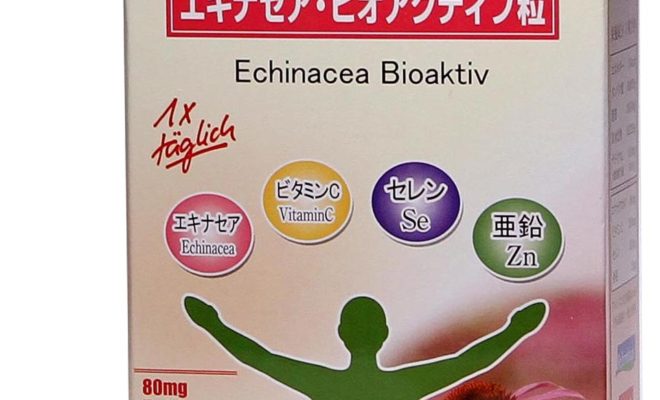 エキナセア・ビオアクティブ粒
Echinacea Bioaktiv
1x
täglich
エキナセア
Echinacea
ビタミンC
VitaminC
セレン
Se
亜鉛
Zn
80mg